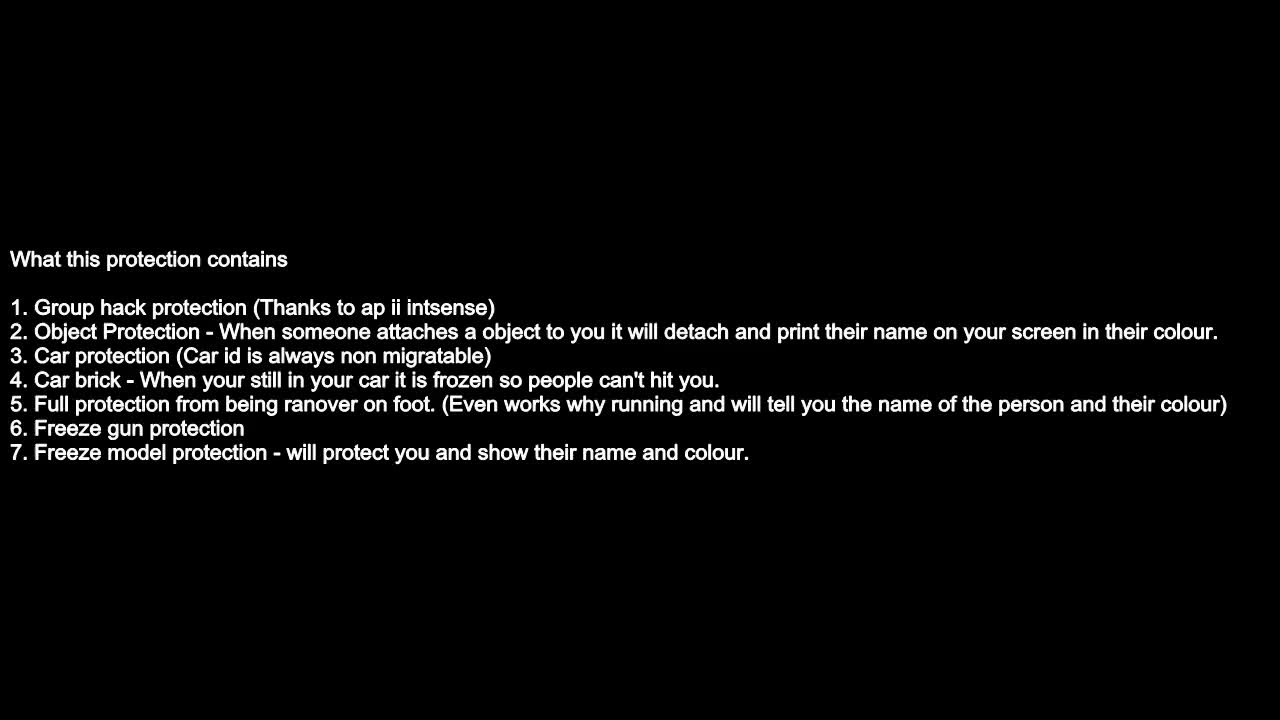 What this protection contains
1. Group hack protection (Thanks to ap ii intsense)
2. Object Protection - When someone attaches a object to you it will detach and print their name on your screen in their colour.
3. Car protection (Car id is always non migratable)
4. Car brick - When your still in your car it is frozen so people can't hit you.
5. Full protection from being ranover on foot. (Even works why running and will tell you the name of the person and their colour)
6. Freeze gun protection
7. Freeze model protection - will protect you and show their name and colour.